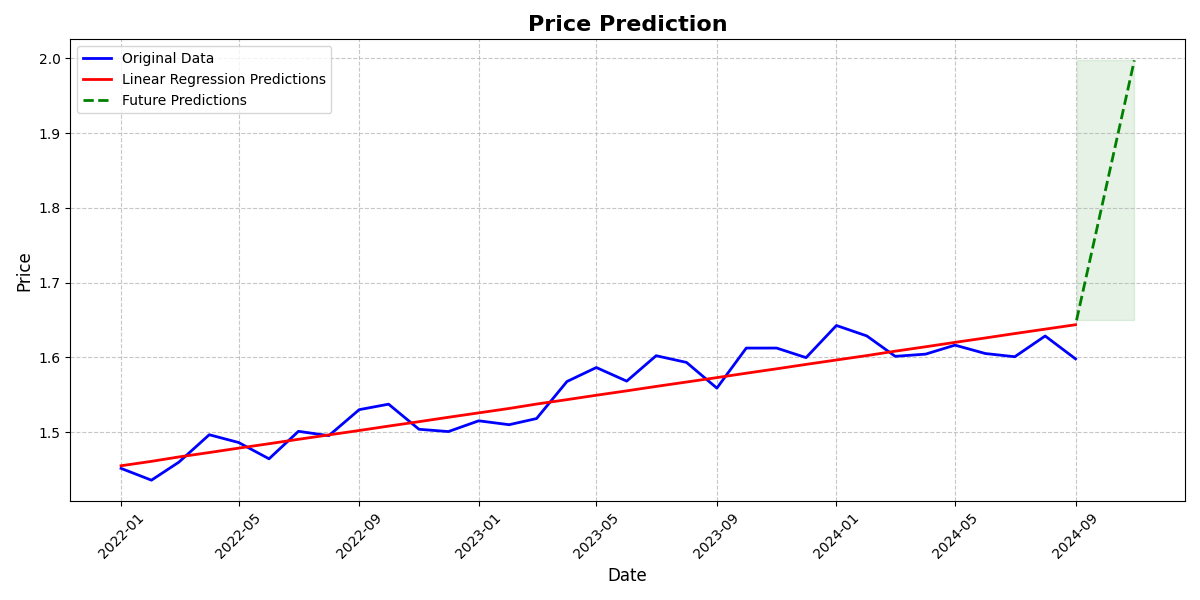 Price Prediction
Original Data
Linear Regression Predictions
Future Predictions
Price
2.0
1.9
1.8
1.7
1.6
1.5
2022-01
2022-05
2022-09
2023-01
2023-05
2023-09
2024-01
2024-05
2024-09
Date